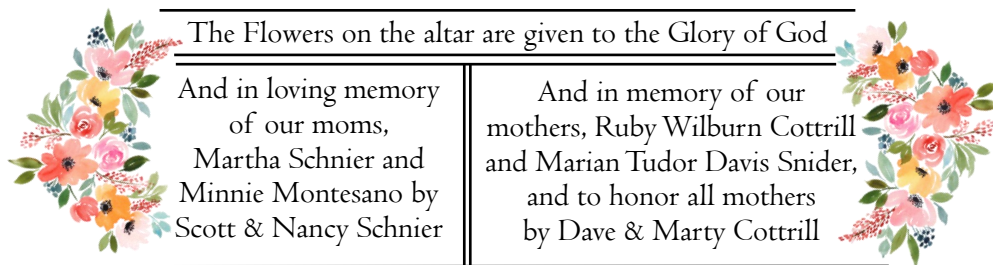 The Flowers on the altar are given to the Glory of God
And in loving memory
of our moms,
Martha Schnier and
Minnie Montesano by
Scott & Nancy Schnier
And in memory of our
mothers, Ruby Wilburn Cottrill
and Marian Tudor Davis Snider,
and to honor all mothers
by Dave & Marty Cottrill